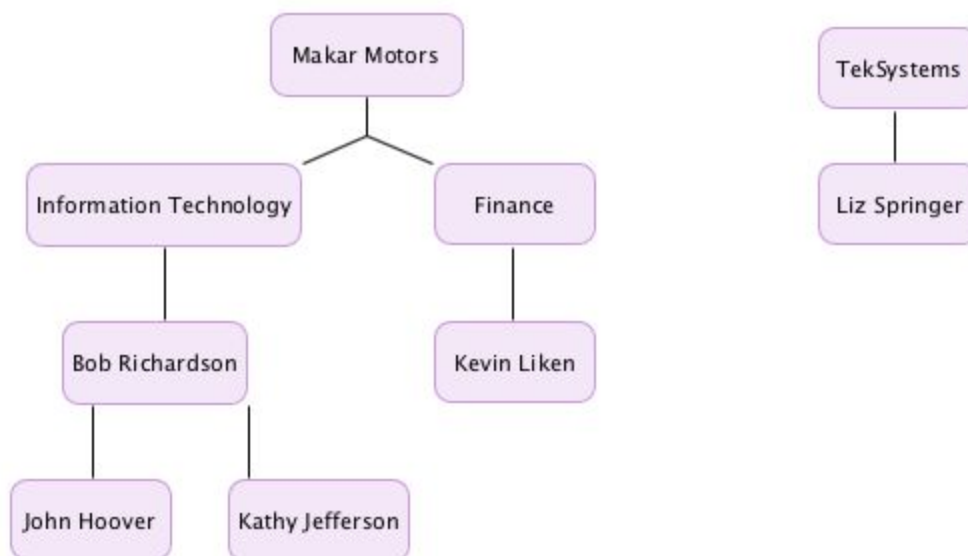 Makar Motors
TekSystems
Information Technology
Finance
Liz Springer
Bob Richardson
Kevin Liken
John Hoover
Kathy Jefferson